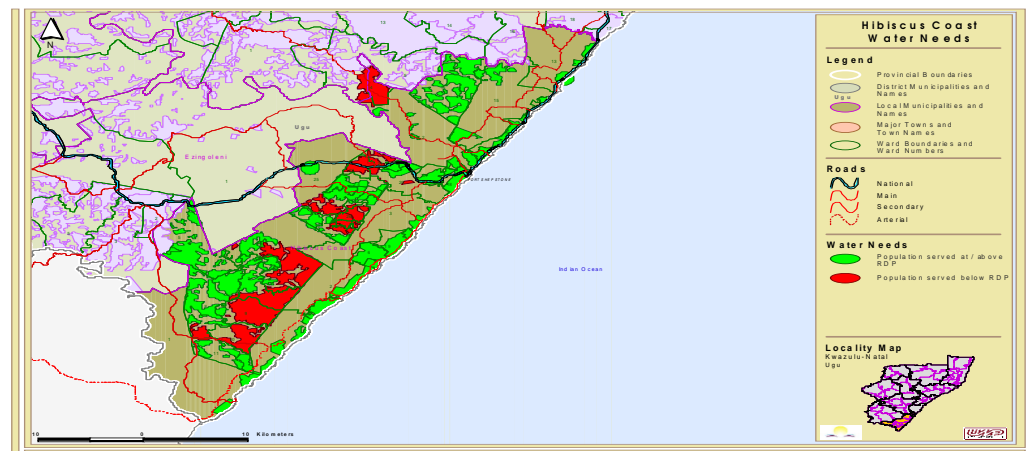 Hibiscus Coast
Water Needs
Legend
Provincial Boundaries
District Municipalities and
Names
Ugu
Local Municipalities and
Names
Major Towns and
Town Names
Ward Boundaries and
Ward Numbers
Roads
National
Main
Secondary
Arterial
Water Needs
Population served at / above
RDP
Population served below RDP
Locality Map
Kwazulu-Natal
Ugu
N
Ugu
Ezingoleni
Indian Ocean
10 0 10 Kilometers